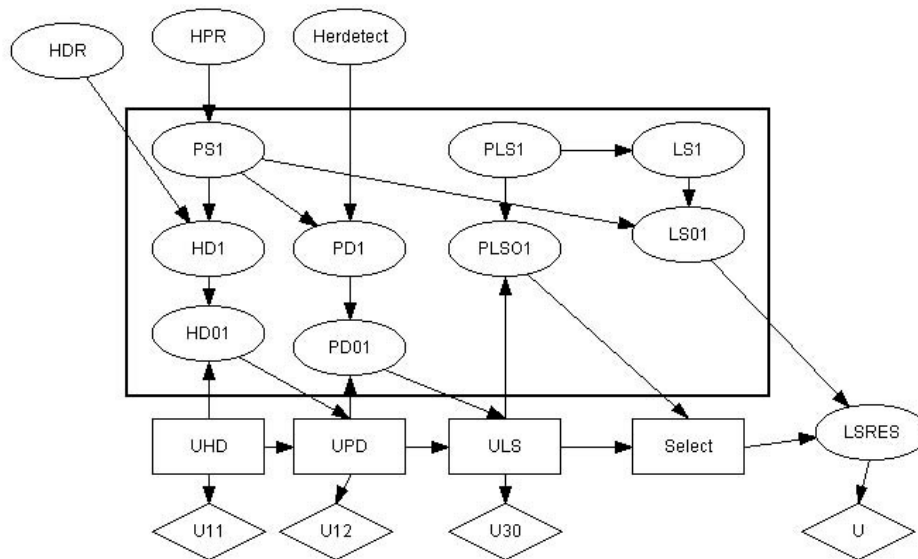 HDR
HPR
Herdetect
PS1
PLS1
LS1
HD1
PD1
PLSO1
LS01
HD01
PD01
UHD
UPD
ULS
Select
LSRES
U11
U12
U30
U